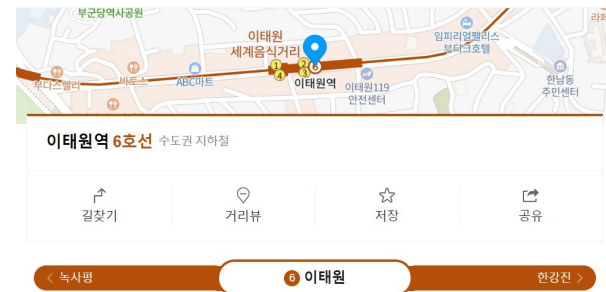 부군당역사공원
이태원
세계음식거리
임피리얼팰리스
부티크호텔
부다스벨리
바토스
ABC마트
1 2
4 3 6
이태원역
이태원119
안전센터
한남동
주민센터
이태원역 6호선 수도권 지하철
길찾기 거리뷰 저장 공유
< 녹사평 6 이태원 한강진 >